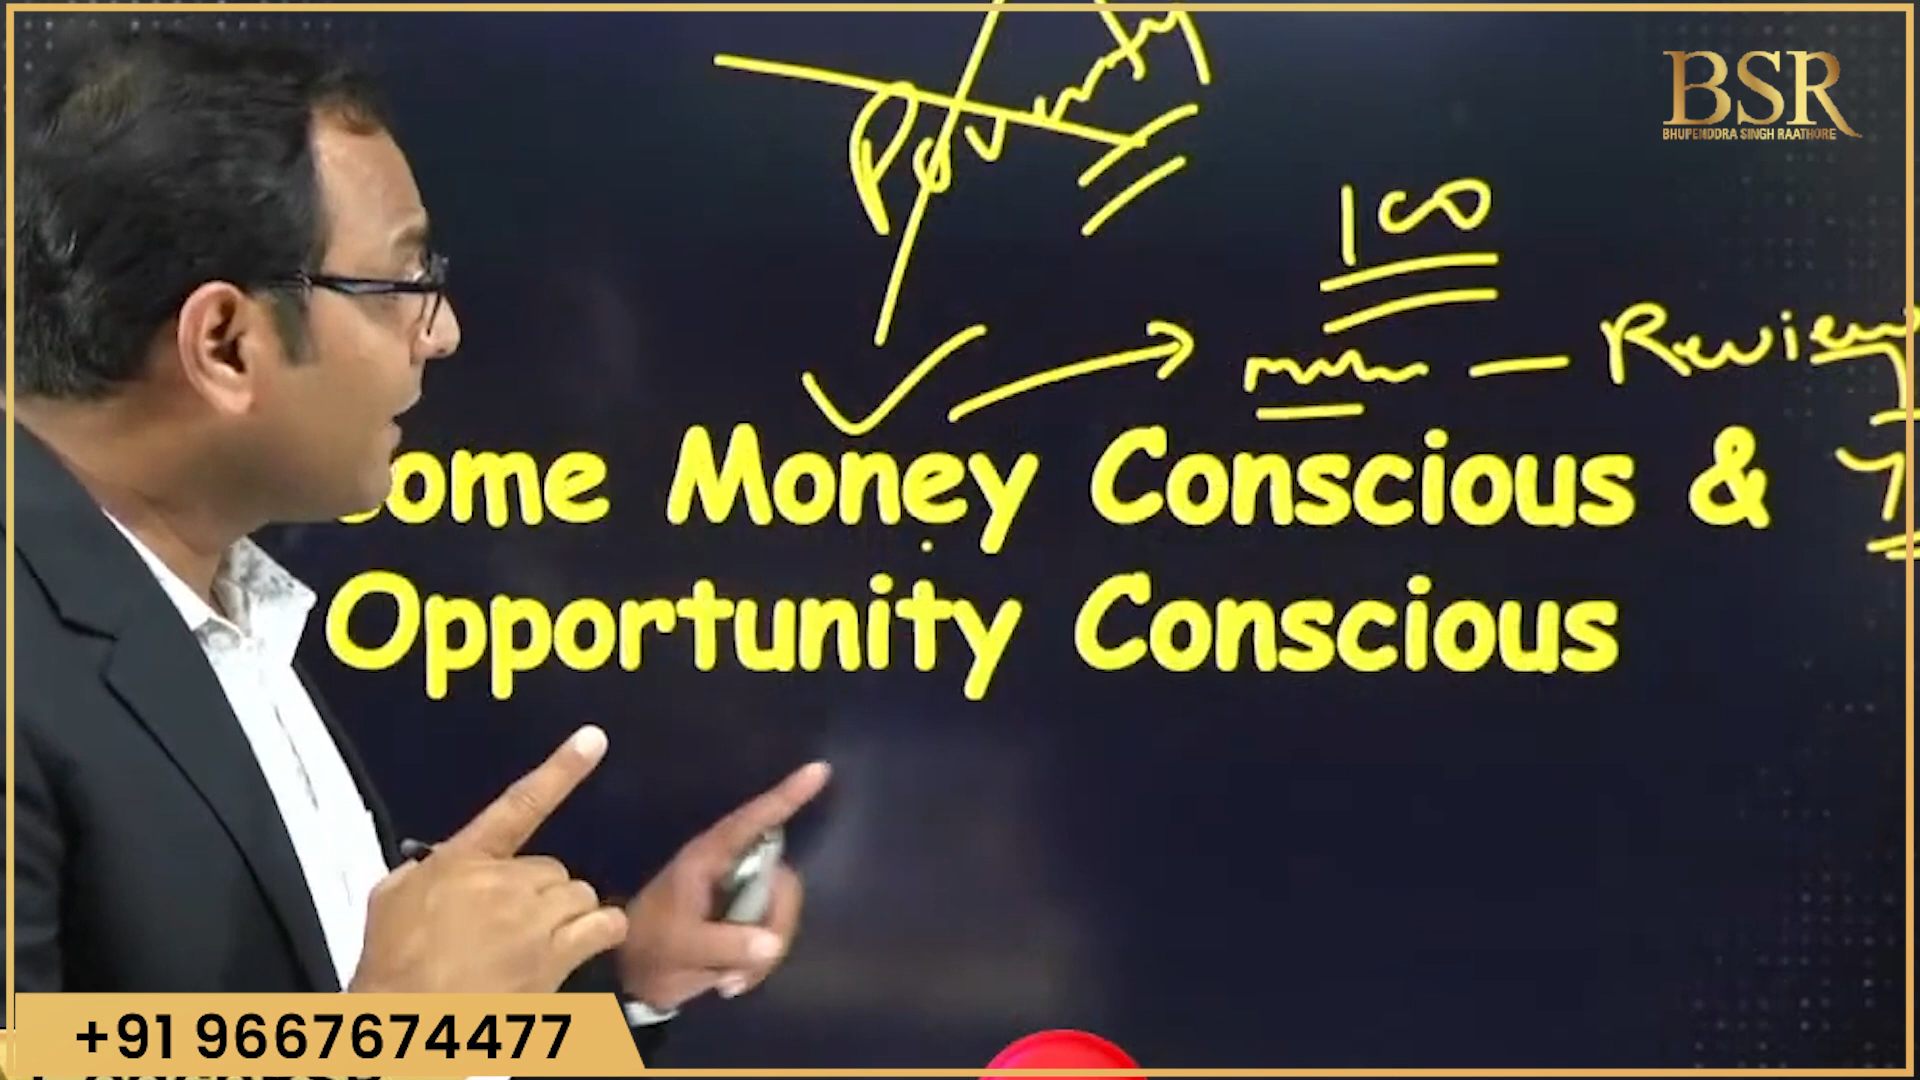 BSR
BHUPENDDRA SINGH RAATHORE
Poverty
100
Review
ome Money Conscious &
Opportunity Conscious
+91 9667674477